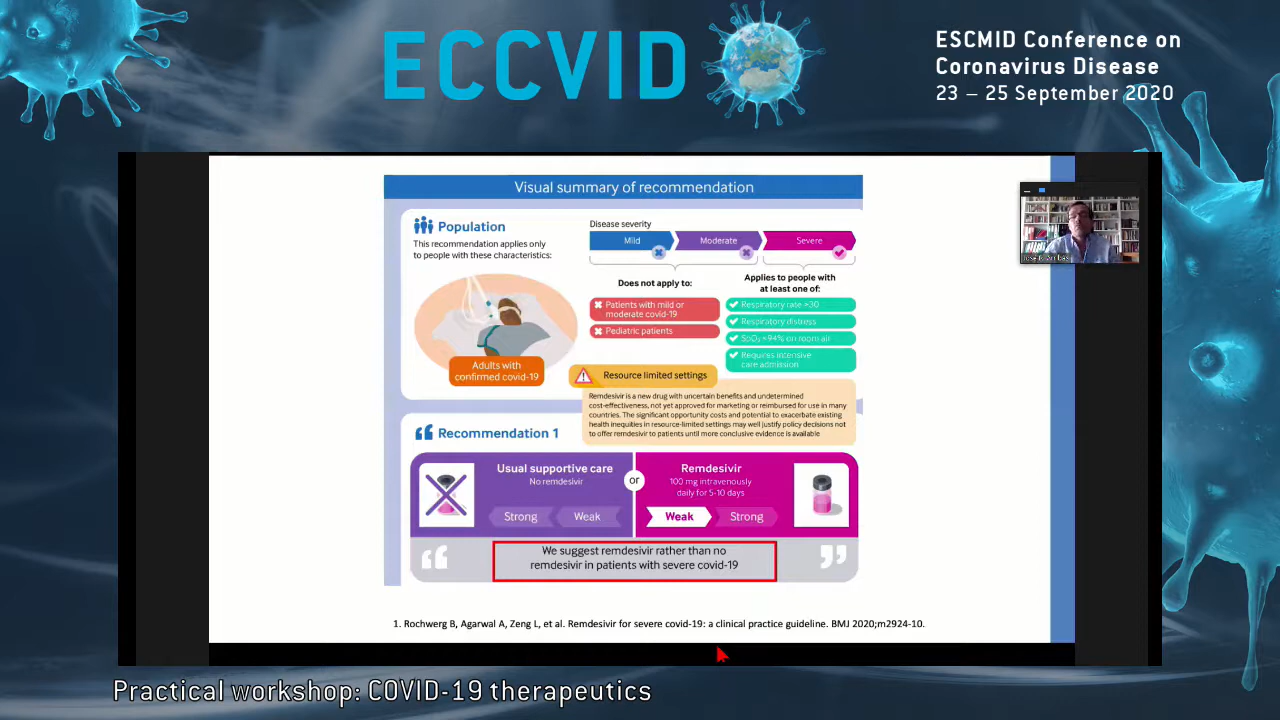 ECCVID
ESCMID Conference on
Coronavirus Disease
23 – 25 September 2020
Visual summary of recommendation
Population
This recommendation applies only
to people with these characteristics:
Adults with
confirmed covid-19
Disease severity
Mild
Moderate
Severe
Does not apply to:
Patients with mild or
moderate covid-19
Pediatric patients
Applies to people with
at least one of:
Respiratory rate >30
Respiratory distress
SpO₂ <94% on room air
Requires intensive
care admission
Resource limited settings
Remdesivir is a new drug with uncertain benefits and undetermined
cost-effectiveness, not yet approved for marketing or reimbursed for use in many
countries. The significant opportunity costs and potential to exacerbate existing
health inequities in resource-limited settings may well justify policy decisions not
to offer remdesivir to patients until more conclusive evidence is available
Recommendation 1
Usual supportive care
No remdesivir
Strong
Weak
or
Remdesivir
100 mg intravenously
daily for 5-10 days
Weak
Strong
We suggest remdesivir rather than no
remdesivir in patients with severe covid-19
1. Rochwerg B, Agarwal A, Zeng L, et al. Remdesivir for severe covid-19: a clinical practice guideline. BMJ 2020;m2924-10.
Practical workshop: COVID-19 therapeutics